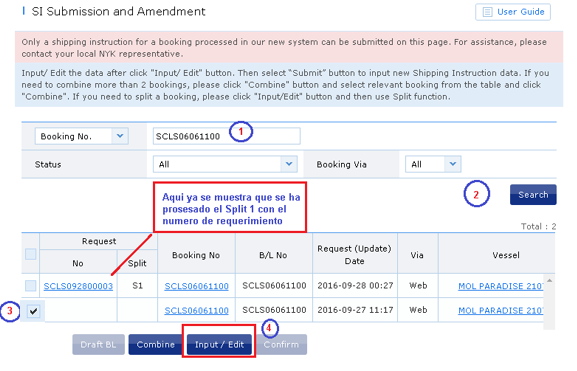 SI Submission and Amendment
User Guide
Only a shipping instruction for a booking processed in our new system can be submitted on this page. For assistance, please
contact your local NYK representative.
Input/ Edit the data after click "Input/ Edit" button. Then select "Submit" button to input new Shipping Instruction data. If you
need to combine more than 2 bookings, please click "Combine" button and select relevant booking from the table and click
"Combine". If you need to split a booking, please click "Input/Edit" button and then use Split function.
Booking No. SCLS06061100 1
Status All Booking Via All
2 Search
Aqui ya se muestra que se ha
prosesado el Split 1 con el
numero de requerimiento
Total : 2
Request Booking No B/L No Request (Update) Date Via Vessel
No Split
SCLS092800003 S1 SCLS06061100 SCLS06061100 2016-09-28 00:27 Web MOL PARADISE 210
3 SCLS06061100 SCLS06061100 2016-09-27 11:17 Web MOL PARADISE 210
4
Draft BL Combine Input / Edit Confirm